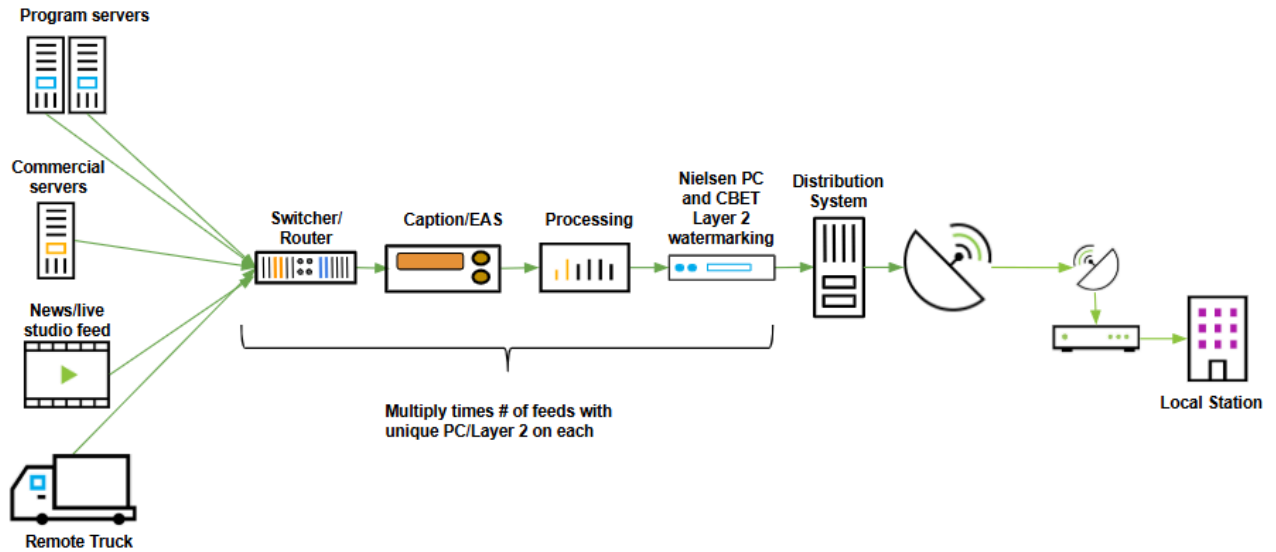 Program servers
Commercial
servers
News/live
studio feed
Remote Truck
Switcher/
Router
Caption/EAS
Processing
Nielsen PC
and CBET
Layer 2
watermarking
Distribution
System
Multiply times # of feeds with
unique PC/Layer 2 on each
Local Station